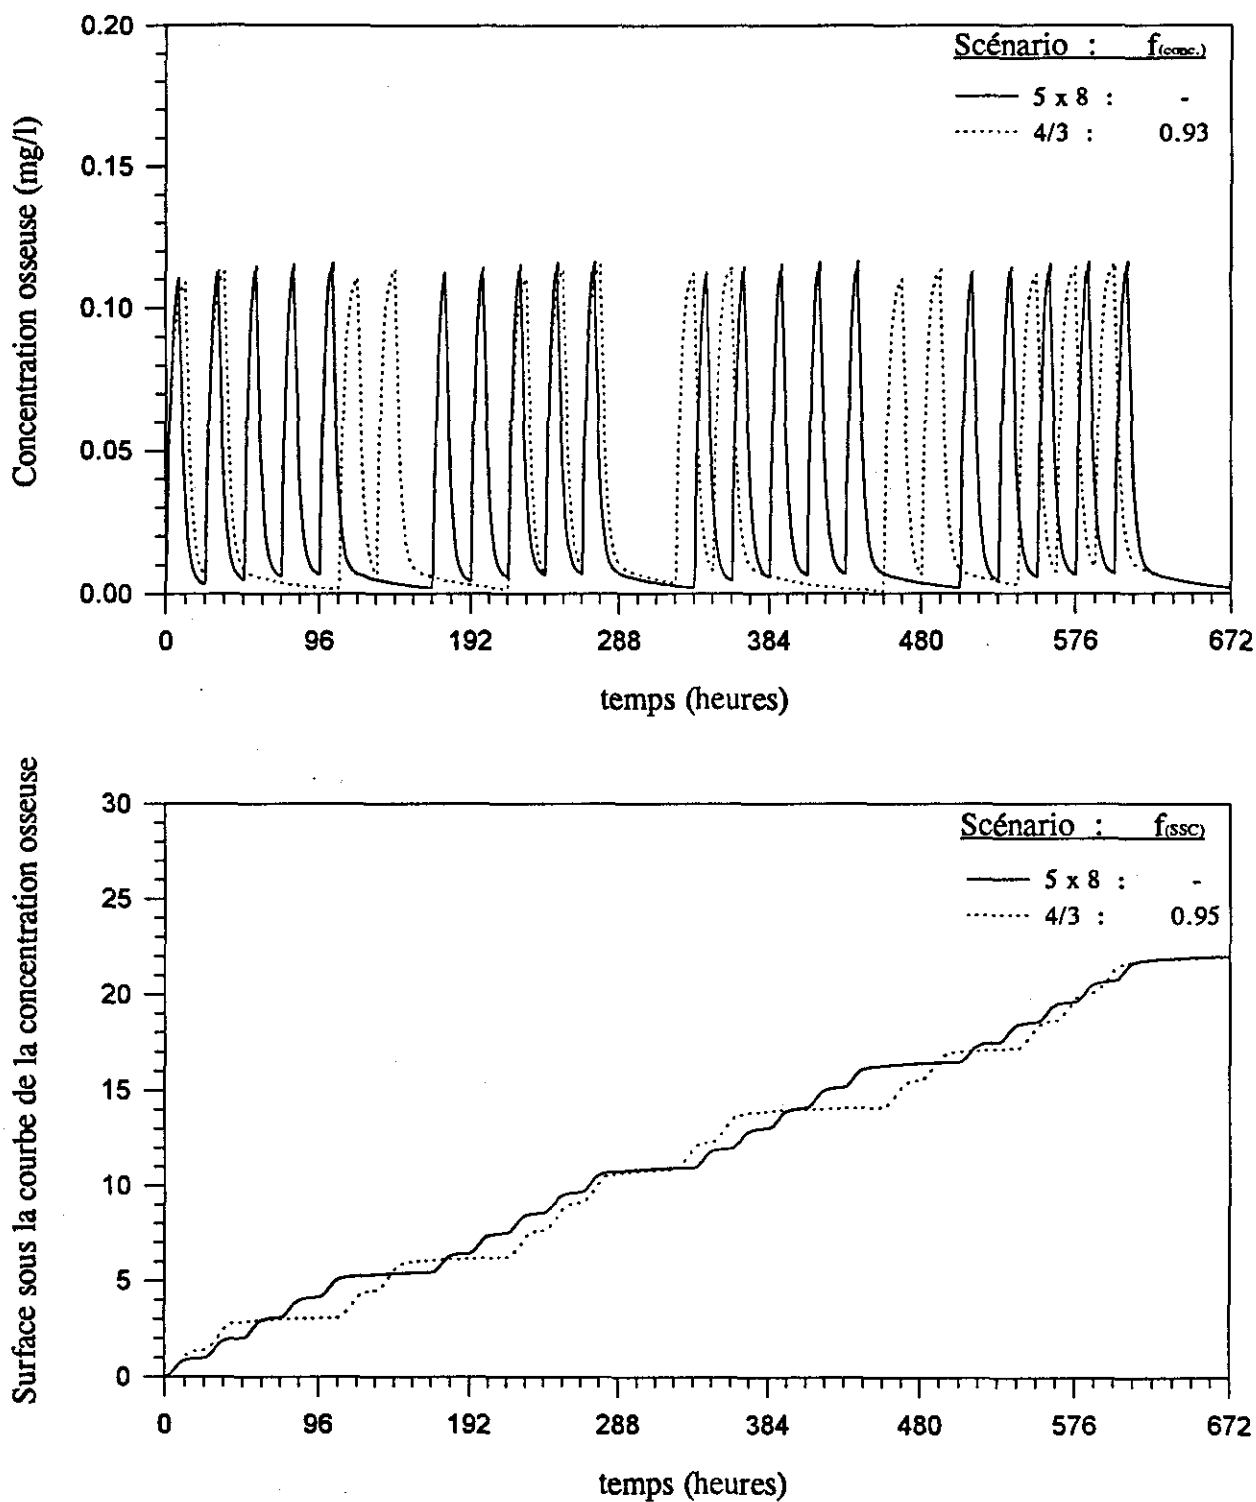 0.20
0.15
0.10
0.05
0.00
Concentration osseuse (mg/l)
Scénario : f(conc.)
5 x 8 : -
4/3 : 0.93
0 96 192 288 384 480 576 672
temps (heures)
30
25
20
15
10
5
0
Surface sous la courbe de la concentration osseuse
Scénario : f(SSC)
5 x 8 : -
4/3 : 0.95
0 96 192 288 384 480 576 672
temps (heures)